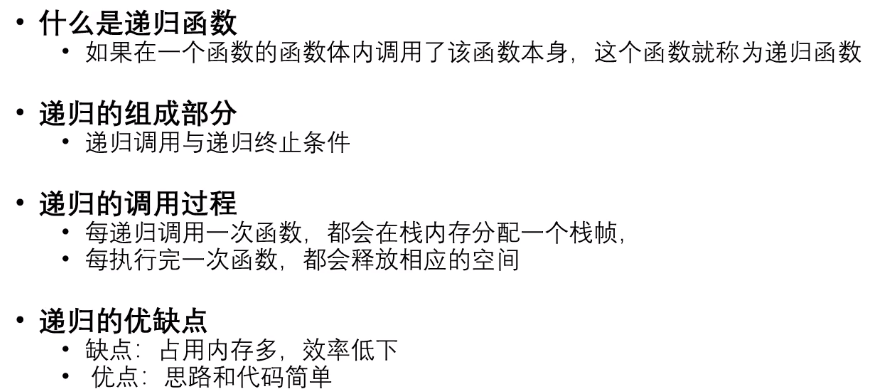 • 什么是递归函数
• 如果在一个函数的函数体内调用了该函数本身，这个函数就称为递归函数
• 递归的组成部分
• 递归调用与递归终止条件
• 递归的调用过程
• 每递归调用一次函数，都会在栈内存分配一个栈帧，
• 每执行完一次函数，都会释放相应的空间
• 递归的优缺点
• 缺点：占用内存多，效率低下
• 优点：思路和代码简单